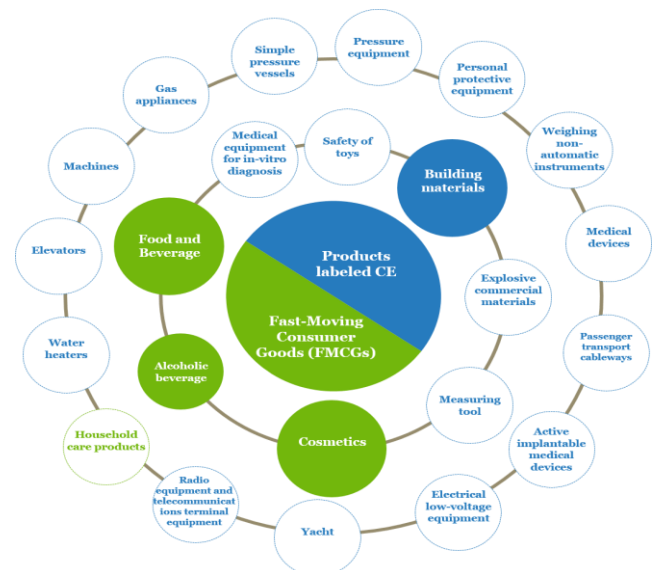 Simple
pressure
vessels
Pressure
equipment
Personal
protective
equipment
Gas
appliances
Weighing
non-
automatic
instruments
Medical
equipment
for in-vitro
diagnosis
Safety of
toys
Building
materials
Machines
Medical
devices
Food and
Beverage
Elevators
Products
labeled CE
Explosive
commercial
materials
Fast-Moving
Consumer
Goods (FMCGs)
Water
heaters
Passenger
transport
cableways
Alcoholic
beverage
Measuring
tool
Household
care products
Cosmetics
Active
implantable
medical
devices
Radio
equipment and
telecommunicat
ions terminal
equipment
Yacht
Electrical
low-voltage
equipment